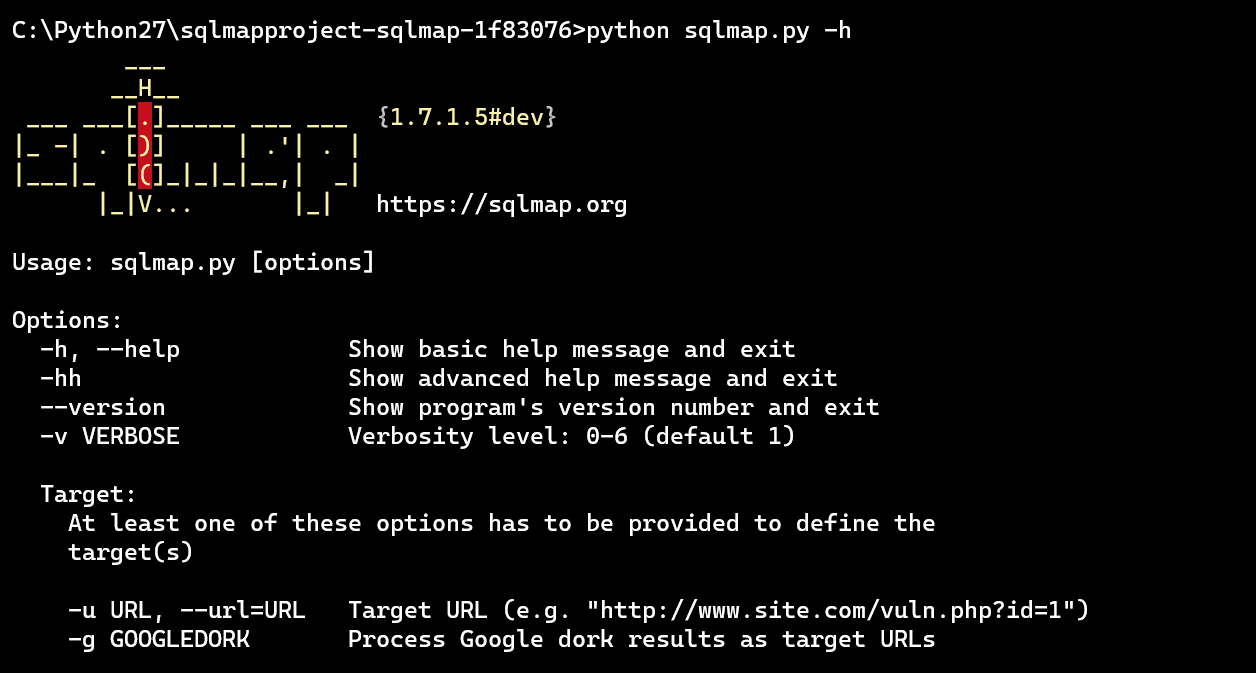 C:\Python27\sqlmapproject-sqlmap-1f83076>python sqlmap.py -h
        ___
       __H__
 ___ ___[.]_____ ___ ___  {1.7.1.5#dev}
|_ -| . [)]     | .'| . |
|___|_  [(]_|_|_|__,|  _|
      |_|V...       |_|   https://sqlmap.org
Usage: sqlmap.py [options]
Options:
  -h, --help            Show basic help message and exit
  -hh                   Show advanced help message and exit
  --version             Show program's version number and exit
  -v VERBOSE            Verbosity level: 0-6 (default 1)
  Target:
    At least one of these options has to be provided to define the
    target(s)
    -u URL, --url=URL   Target URL (e.g. "http://www.site.com/vuln.php?id=1")
    -g GOOGLEDORK       Process Google dork results as target URLs